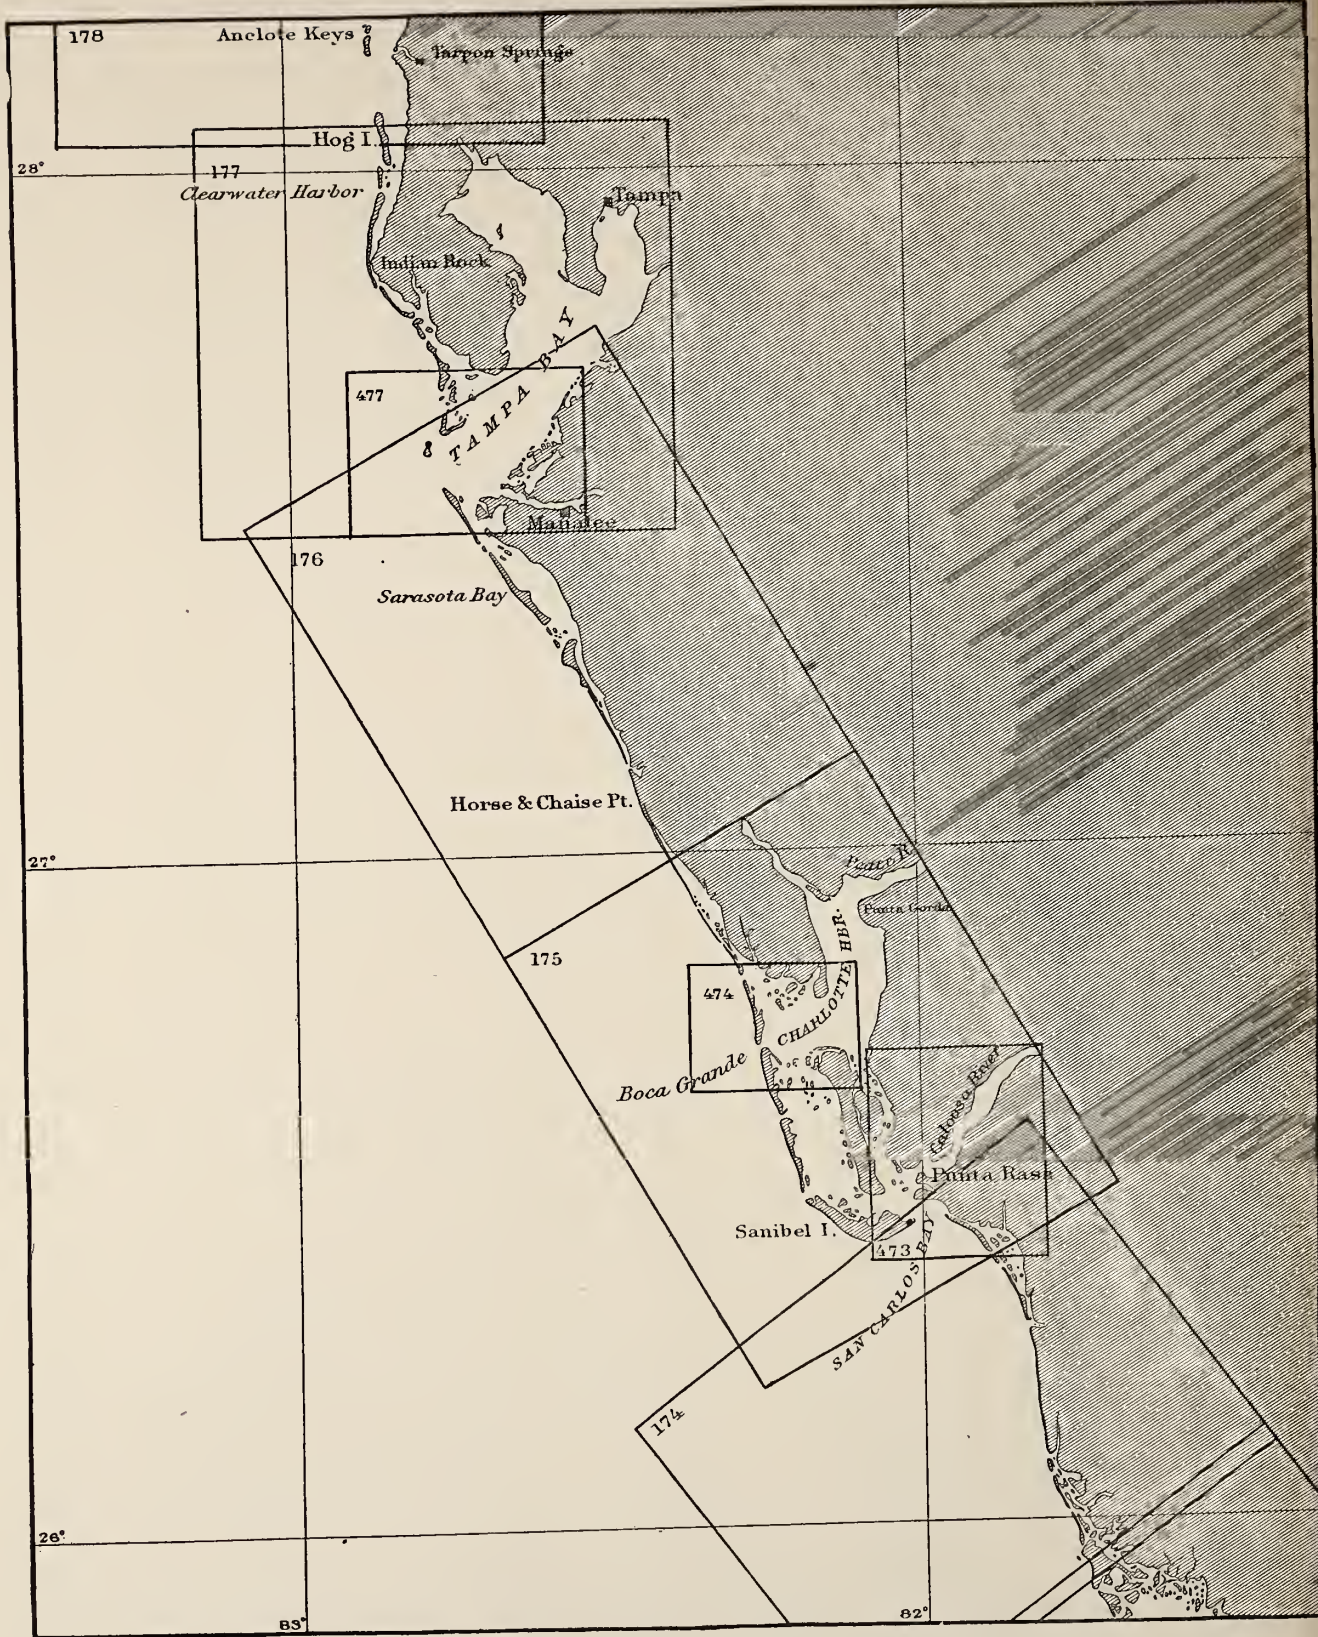 178
Anclote Keys
Tarpon Springs
Hog I.
28°
177
Clearwater Harbor
Tampa
Indian Rock
TAMPA BAY
477
Manatee
176
Sarasota Bay
Horse & Chaise Pt.
27°
Peace R.
Punta Gorda
175
474
CHARLOTTE HBR.
Boca Grande
Caloosa River
Punta Rasa
Sanibel I.
473
SAN CARLOS BAY
174
26°
83°
82°